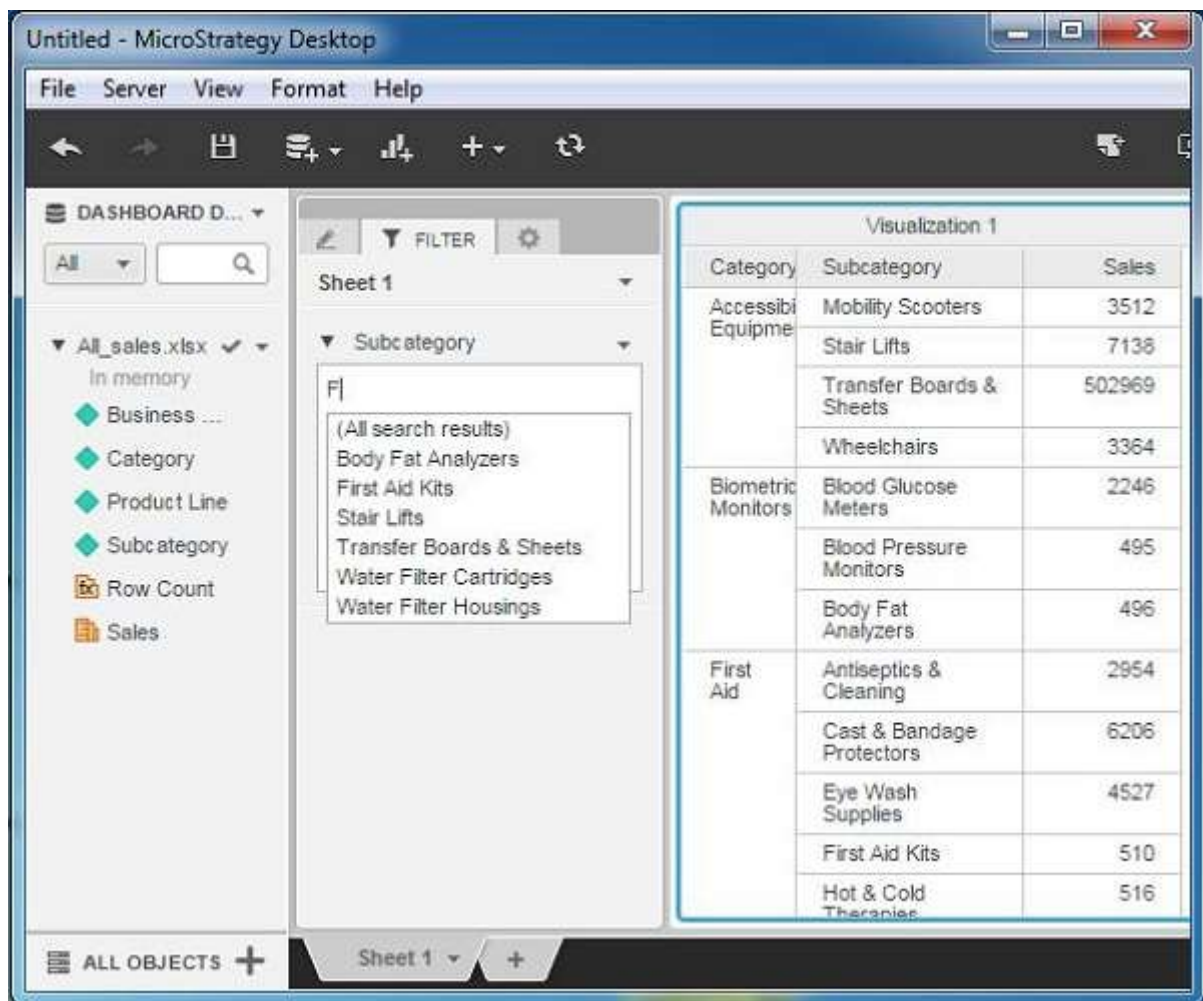 Untitled - MicroStrategy Desktop
File Server View Format Help
DASHBOARD D...
All
All_sales.xlsx
In memory
Business ...
Category
Product Line
Subcategory
Row Count
Sales
ALL OBJECTS
FILTER
Sheet 1
Subcategory
F
(All search results)
Body Fat Analyzers
First Aid Kits
Stair Lifts
Transfer Boards & Sheets
Water Filter Cartridges
Water Filter Housings
Visualization 1
Category Subcategory Sales
Accessibi Mobility Scooters 3512
Equipme
Stair Lifts 7138
Transfer Boards & 502969
Sheets
Wheelchairs 3364
Biometric Blood Glucose 2246
Monitors Meters
Blood Pressure 495
Monitors
Body Fat 496
Analyzers
First Antiseptics & 2954
Aid Cleaning
Cast & Bandage 6206
Protectors
Eye Wash 4527
Supplies
First Aid Kits 510
Hot & Cold 516
Therapies
Sheet 1